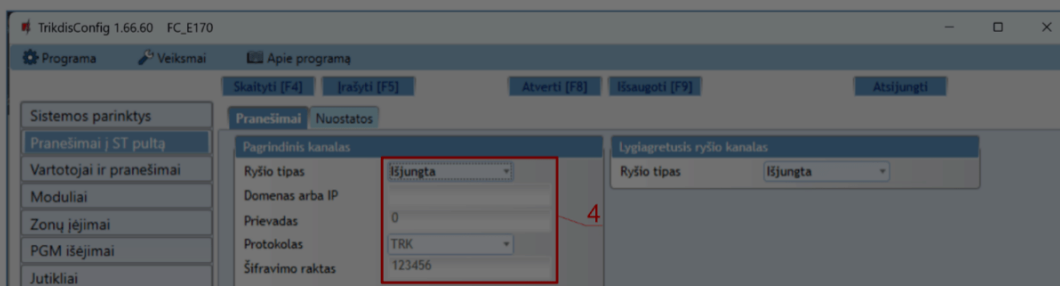 TrikdisConfig 1.66.60 FC_E170
Programa Veiksmai Apie programą
Skaityti [F4] Įrašyti [F5] Atverti [F8] Išsaugoti [F9] Atsijungti
Sistemos parinktys
Pranešimai į ST pultą
Vartotojai ir pranešimai
Moduliai
Zonų įėjimai
PGM išėjimai
Jutikliai
Pranešimai Nuostatos
Pagrindinis kanalas
Ryšio tipas Išjungta
Domenas arba IP
Prievadas 0
Protokolas TRK
Šifravimo raktas 123456
4
Lygiagretusis ryšio kanalas
Ryšio tipas Išjungta